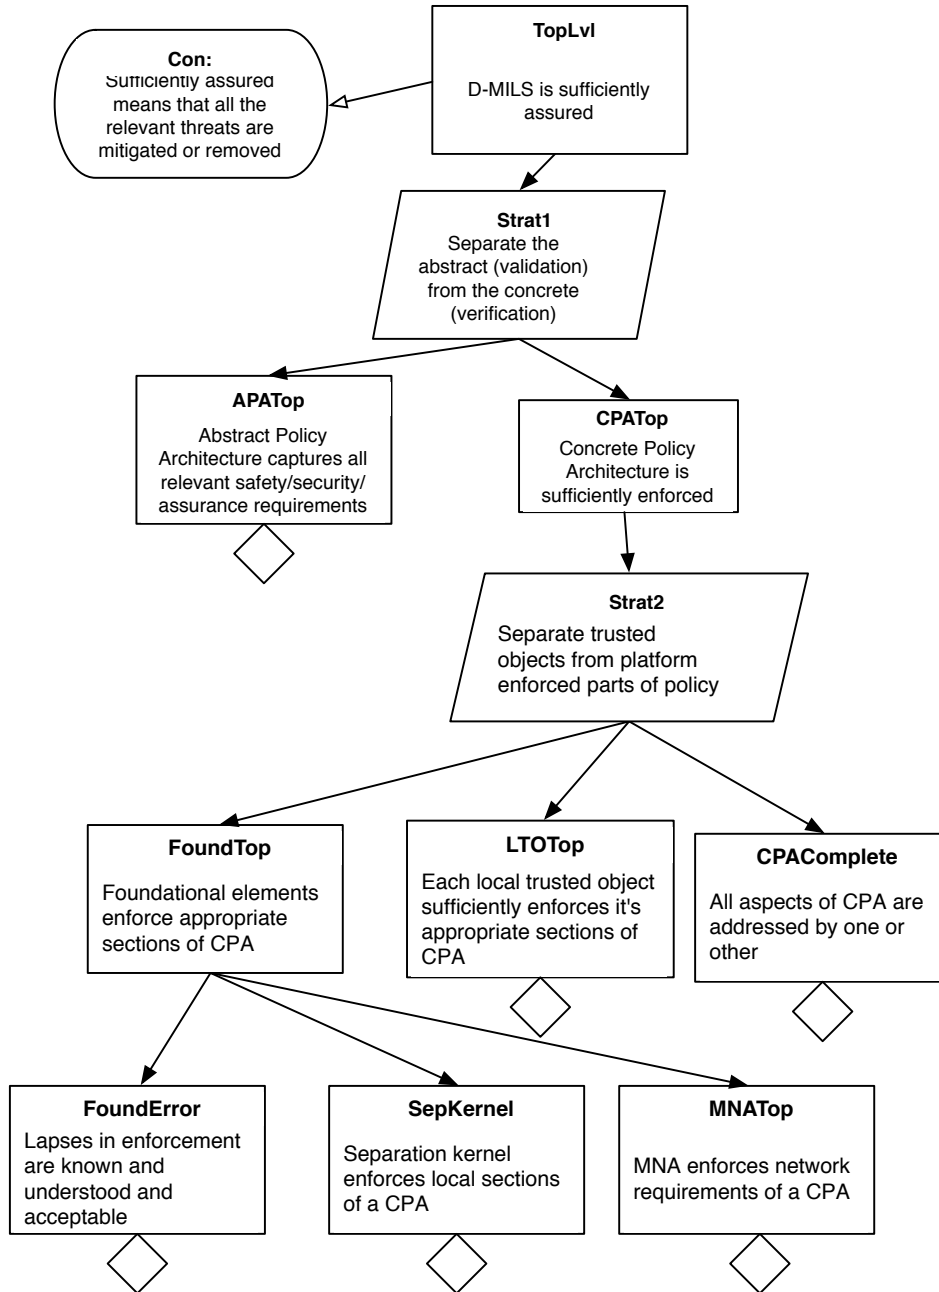 TopLvl
D-MILS is sufficiently
assured
Con:
Sufficiently assured
means that all the
relevant threats are
mitigated or removed
Strat1
Separate the
abstract (validation)
from the concrete
(verification)
APATop
Abstract Policy
Architecture captures all
relevant safety/security/
assurance requirements
CPATop
Concrete Policy
Architecture is
sufficiently enforced
Strat2
Separate trusted
objects from platform
enforced parts of policy
FoundTop
Foundational elements
enforce appropriate
sections of CPA
LTOTop
Each local trusted object
sufficiently enforces it's
appropriate sections of
CPA
CPAComplete
All aspects of CPA are
addressed by one or
other
FoundError
Lapses in enforcement
are known and
understood and
acceptable
SepKernel
Separation kernel
enforces local sections
of a CPA
MNATop
MNA enforces network
requirements of a CPA